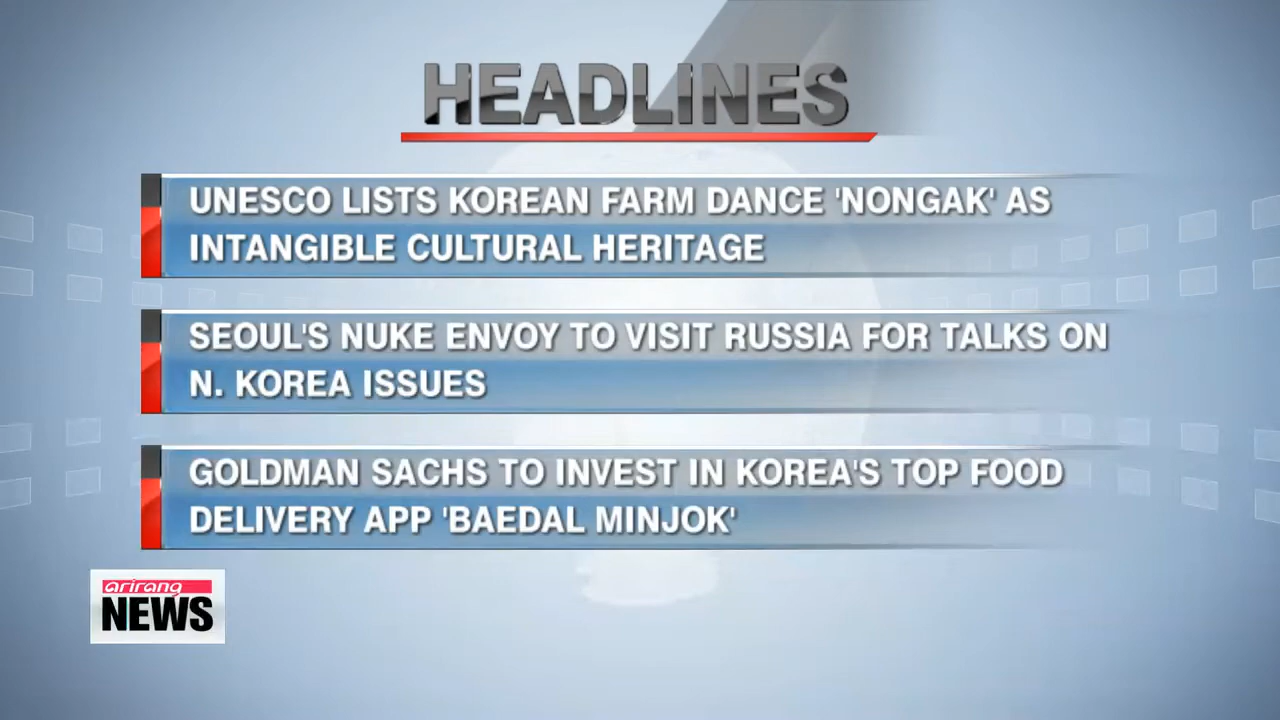 HEADLINES
UNESCO LISTS KOREAN FARM DANCE 'NONGAK' AS
INTANGIBLE CULTURAL HERITAGE
SEOUL'S NUKE ENVOY TO VISIT RUSSIA FOR TALKS ON
N. KOREA ISSUES
GOLDMAN SACHS TO INVEST IN KOREA'S TOP FOOD
DELIVERY APP 'BAEDAL MINJOK'
arirang
NEWS